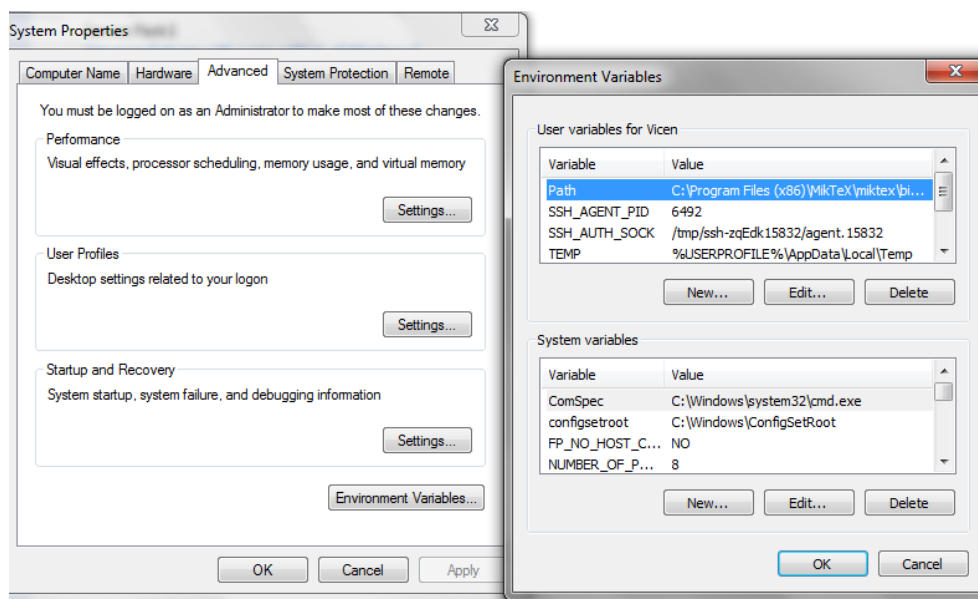 System Properties
Computer Name
Hardware
Advanced
System Protection
Remote
You must be logged on as an Administrator to make most of these changes.
Performance
Visual effects, processor scheduling, memory usage, and virtual memory
Settings...
User Profiles
Desktop settings related to your logon
Settings...
Startup and Recovery
System startup, system failure, and debugging information
Settings...
Environment Variables...
OK
Cancel
Apply
Environment Variables
User variables for Vicen
Variable Value
Path C:\Program Files (x86)\MikTeX\miktex\bi...
SSH_AGENT_PID 6492
SSH_AUTH_SOCK /tmp/ssh-zqEdk15832/agent.15832
TEMP %USERPROFILE%\AppData\Local\Temp
New...
Edit...
Delete
System variables
Variable Value
ComSpec C:\Windows\system32\cmd.exe
configsetroot C:\Windows\ConfigSetRoot
FP_NO_HOST_C... NO
NUMBER_OF_P... 8
New...
Edit...
Delete
OK
Cancel